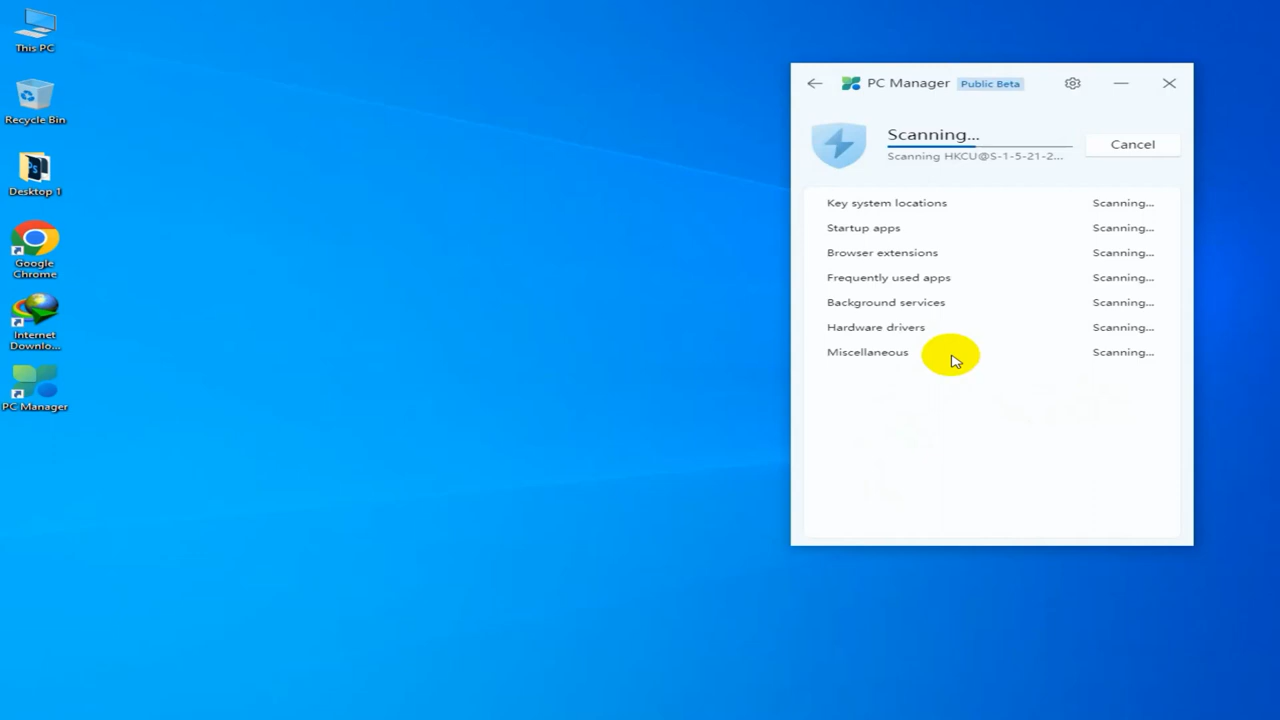 This PC
Recycle Bin
Desktop 1
Google
Chrome
Internet
Downlo...
PC Manager
PC Manager Public Beta
Scanning...
Scanning HKCU@S-1-5-21-2...
Cancel
Key system locations Scanning...
Startup apps Scanning...
Browser extensions Scanning...
Frequently used apps Scanning...
Background services Scanning...
Hardware drivers Scanning...
Miscellaneous Scanning...